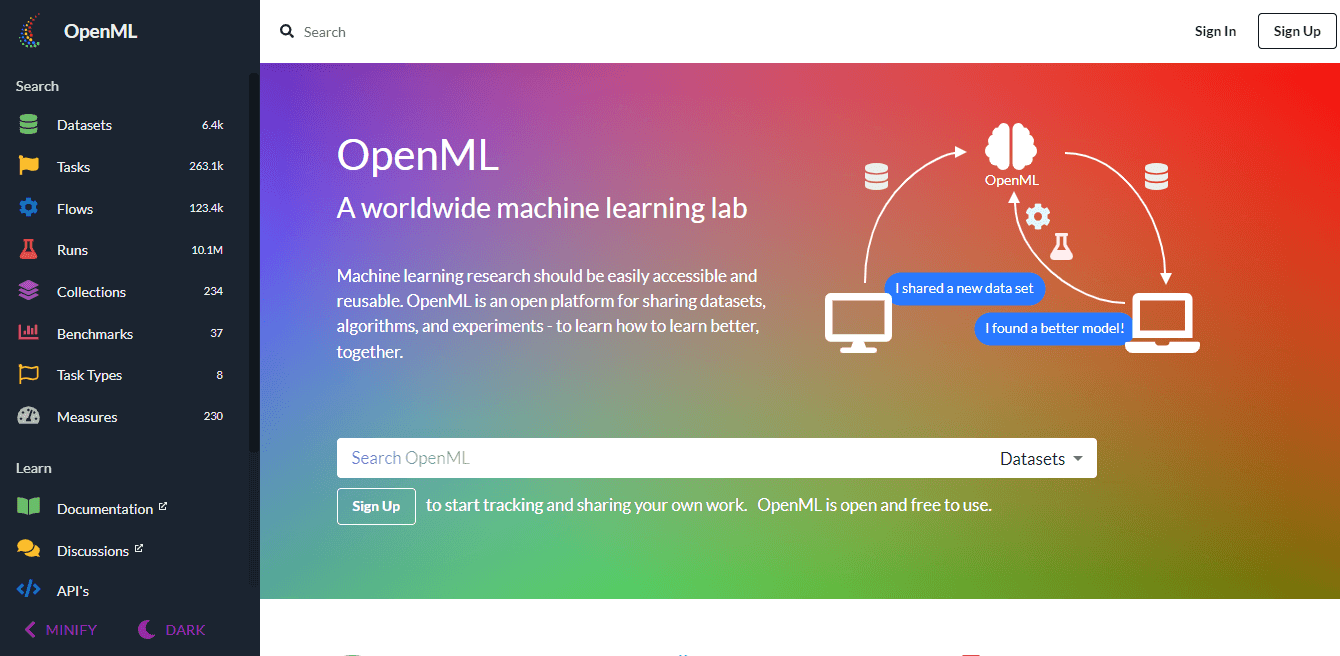 OpenML
Search
Sign In
Sign Up
Search
Datasets 6.4k
Tasks 263.1k
Flows 123.4k
Runs 10.1M
Collections 234
Benchmarks 37
Task Types 8
Measures 230
Learn
Documentation
Discussions
API's
MINIFY
DARK
OpenML
A worldwide machine learning lab
Machine learning research should be easily accessible and
reusable. OpenML is an open platform for sharing datasets,
algorithms, and experiments - to learn how to learn better,
together.
OpenML
I shared a new data set
I found a better model!
Search OpenML
Datasets
Sign Up to start tracking and sharing your own work. OpenML is open and free to use.